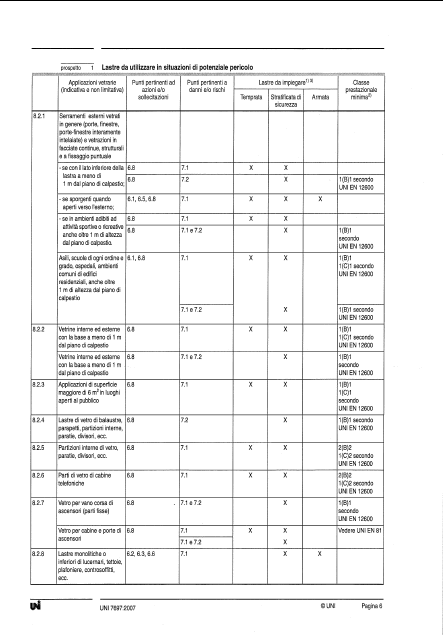 prospetto 1 Lastre da utilizzare in situazioni di potenziale pericolo
Applicazioni vetrarie
(Indicativa e non limitativa)
Punti pertinenti ad
azioni e/o
sollecitazioni
Punti pertinenti a
danni e/o rischi
Lastre da impiegare1) 3)
Temprata
Stratificata di
sicurezza
Armata
Classe
prestazionale
minima2)
8.2.1
Serramenti esterni vetrati
in genere (porte, finestre,
porte-finestre interamente
intelaiate) e vetrazioni in
facciate continue, strutturali
e a fissaggio puntuale
- se con il lato inferiore della 6.8 7.1 X X
lastra a meno di
1 m dal piano di calpestio;
6.8 7.2 X 1(B)1 secondo
UNI EN 12600
- se sporgenti quando 6.1, 6.5, 6.8 7.1 X X X
aperti verso l'esterno;
- se in ambienti adibiti ad 6.8 7.1 X X
attività sportive o ricreative
anche oltre 1 m di altezza
dal piano di calpestio.
6.8 7.1 e 7.2 X 1(B)1
secondo
UNI EN 12600
Asili, scuole di ogni ordine e 6.1, 6.8 7.1 X X 1(B)1
grado, ospedali, ambienti 1(C)1 secondo
comuni di edifici UNI EN 12600
residenziali, anche oltre
1 m di altezza dal piano di
calpestio
7.1 e 7.2 X 1(B)1 secondo
UNI EN 12600
8.2.2 Vetrine interne ed esterne 6.8 7.1 X X 1(B)1
con la base a meno di 1 m 1(C)1 secondo
dal piano di calpestio UNI EN 12600
Vetrine interne ed esterne 6.8 7.1 e 7.2 X 1(B)1
con la base a meno di 1 m secondo
dal piano di calpestio UNI EN 12600
8.2.3 Applicazioni di superficie 6.8 7.1 X X 1(B)1
maggiore di 6 m2 in luoghi 1(C)1
aperti al pubblico secondo
UNI EN 12600
8.2.4 Lastre di vetro di balaustre, 6.8 7.2 X 1(B)1 secondo
parapetti, partizioni interne, UNI EN 12600
paratie, divisori, ecc.
8.2.5 Partizioni interne di vetro, 6.8 7.1 X X 2(B)2
paratie, divisori, ecc. 1(C)2 secondo
UNI EN 12600
8.2.6 Parti di vetro di cabine 6.8 7.1 X X 2(B)2
telefoniche 1(C)2 secondo
UNI EN 12600
8.2.7 Vetro per vano corsa di 6.8 7.1 e 7.2 X 1(B)1
ascensori (parti fisse) secondo
UNI EN 12600
Vetro per cabine e porte di 6.8 7.1 X X Vedere UNI EN 81
ascensori 7.1 e 7.2 X
8.2.8 Lastre monolitiche o 6.2, 6.3, 6.6 7.1 X X
inferiori di lucernari, tettoie,
plafoniere, controsoffitti,
ecc.
UNI UNI 7697:2007 © UNI Pagina 6